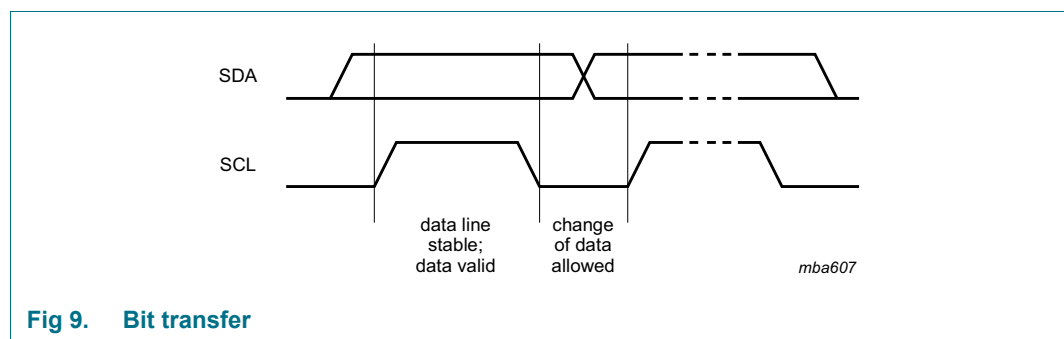 SDA
SCL
data line
stable;
data valid
change
of data
allowed
mba607
Fig 9. Bit transfer